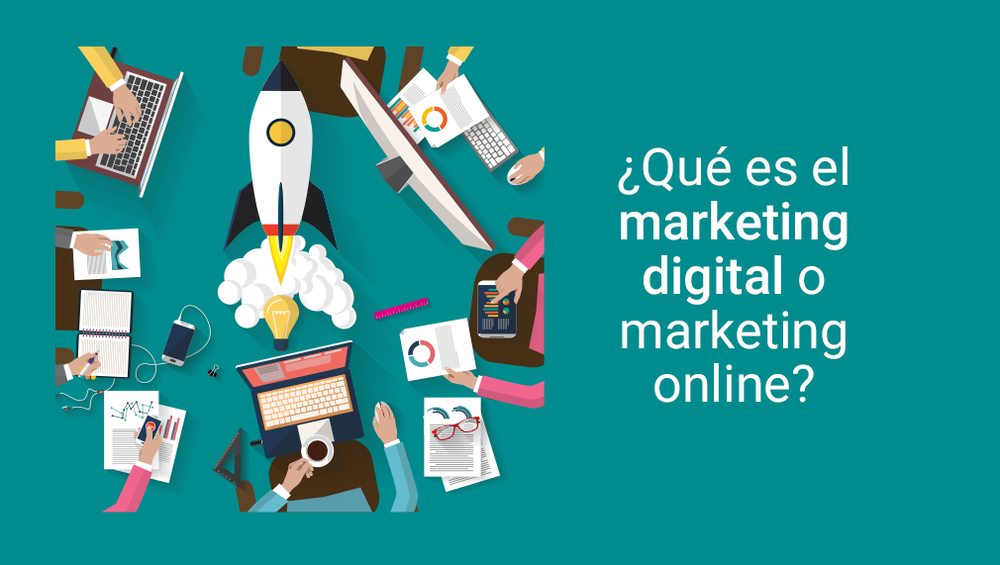 ¿Qué es el
marketing
digital o
marketing
online?